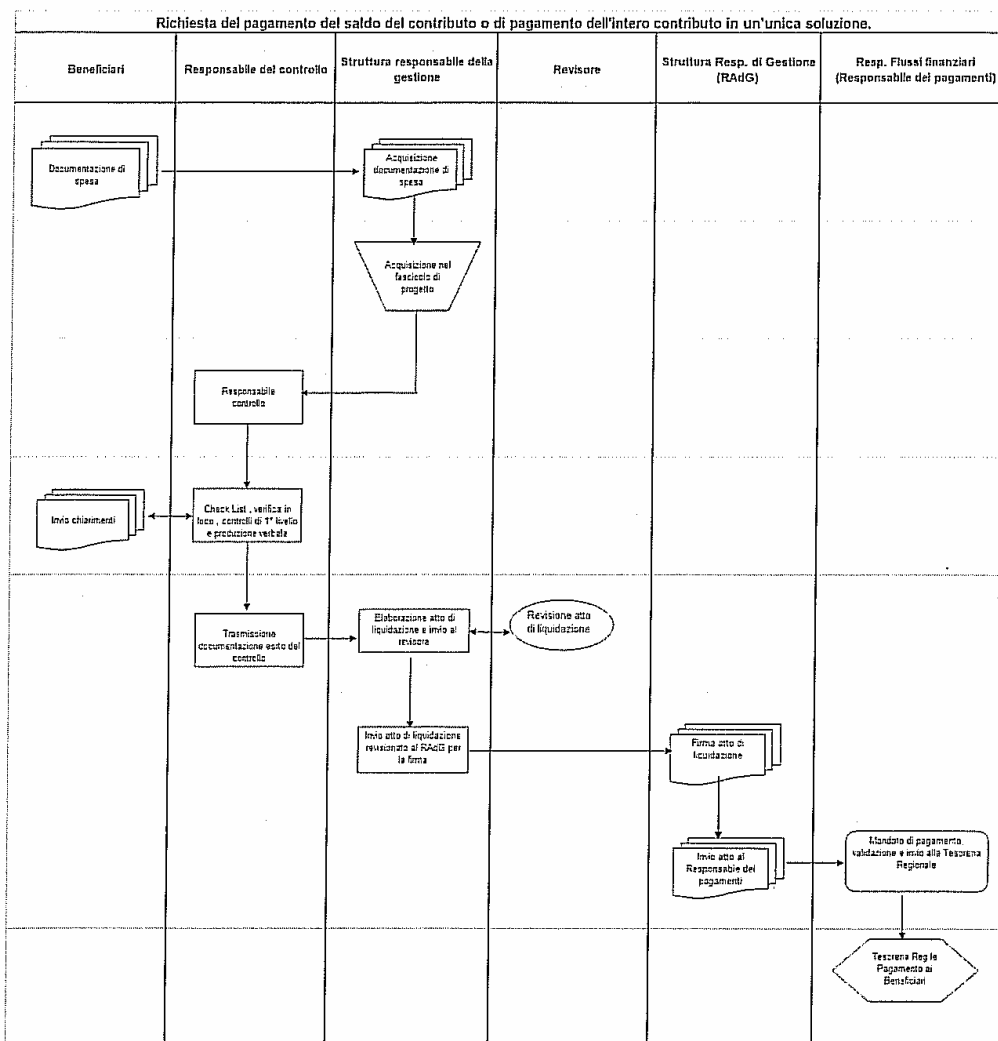 Richiesta del pagamento del saldo del contributo o di pagamento dell'intero contributo in un'unica soluzione.
Beneficiari
Responsabile del controllo
Struttura responsabile della
gestione
Revisore
Struttura Resp. di Gestione
(RAdG)
Resp. Flussi finanziari
(Responsabile dei pagamenti)
Documentazione di
spesa
Acquisizione
documentazione di
spesa
Acquisizione nel
fascicolo di
progetto
Responsabile
controllo
Invio chiarimenti
Check List , verifica in
loco , controlli di 1° livello
e produzione verbale
Trasmissione
documentazione esito del
controllo
Elaborazione atto di
liquidazione e invio al
revisore
Revisione atto
di liquidazione
Invio atto di liquidazione
revisionato al RAdG per
la firma
Firma atto di
liquidazione
Invio atto al
Responsabile dei
pagamenti
Mandato di pagamento,
validazione e invio alla Tesoreria
Regionale
Tesoreria Reg.le
Pagamento ai
Beneficiari